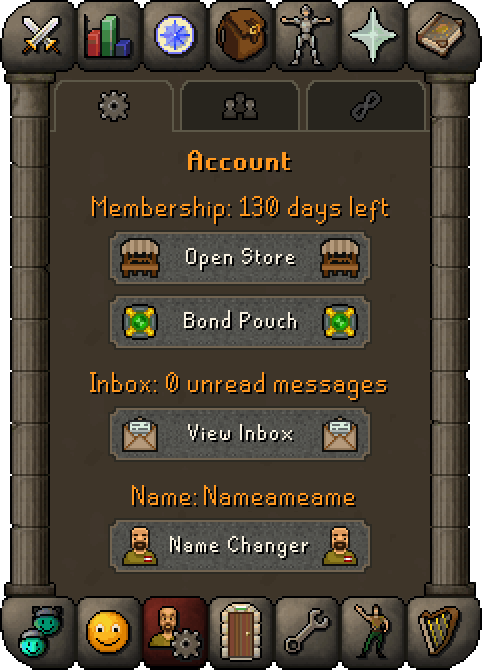 Account
Membership: 130 days left
Open Store
Bond Pouch
Inbox: 0 unread messages
View Inbox
Name: Nameameame
Name Changer